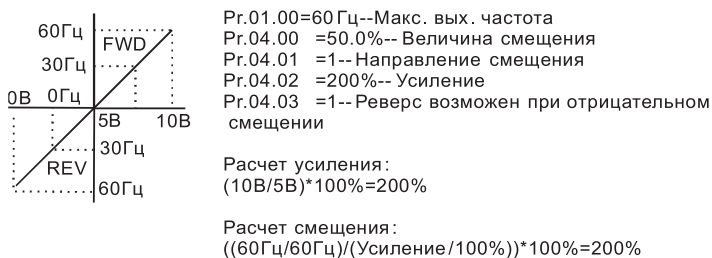 60Гц
FWD
30Гц
0В
0Гц
5В
10В
30Гц
REV
60Гц
Pr.01.00=60Гц--Макс. вых. частота
Pr.04.00 =50.0%-- Величина смещения
Pr.04.01 =1-- Направление смещения
Pr.04.02 =200%-- Усиление
Pr.04.03 =1-- Реверс возможен при отрицательном
смещении
Расчет усиления:
(10В/5В)*100%=200%
Расчет смещения:
((60Гц/60Гц)/(Усиление/100%))*100%=200%